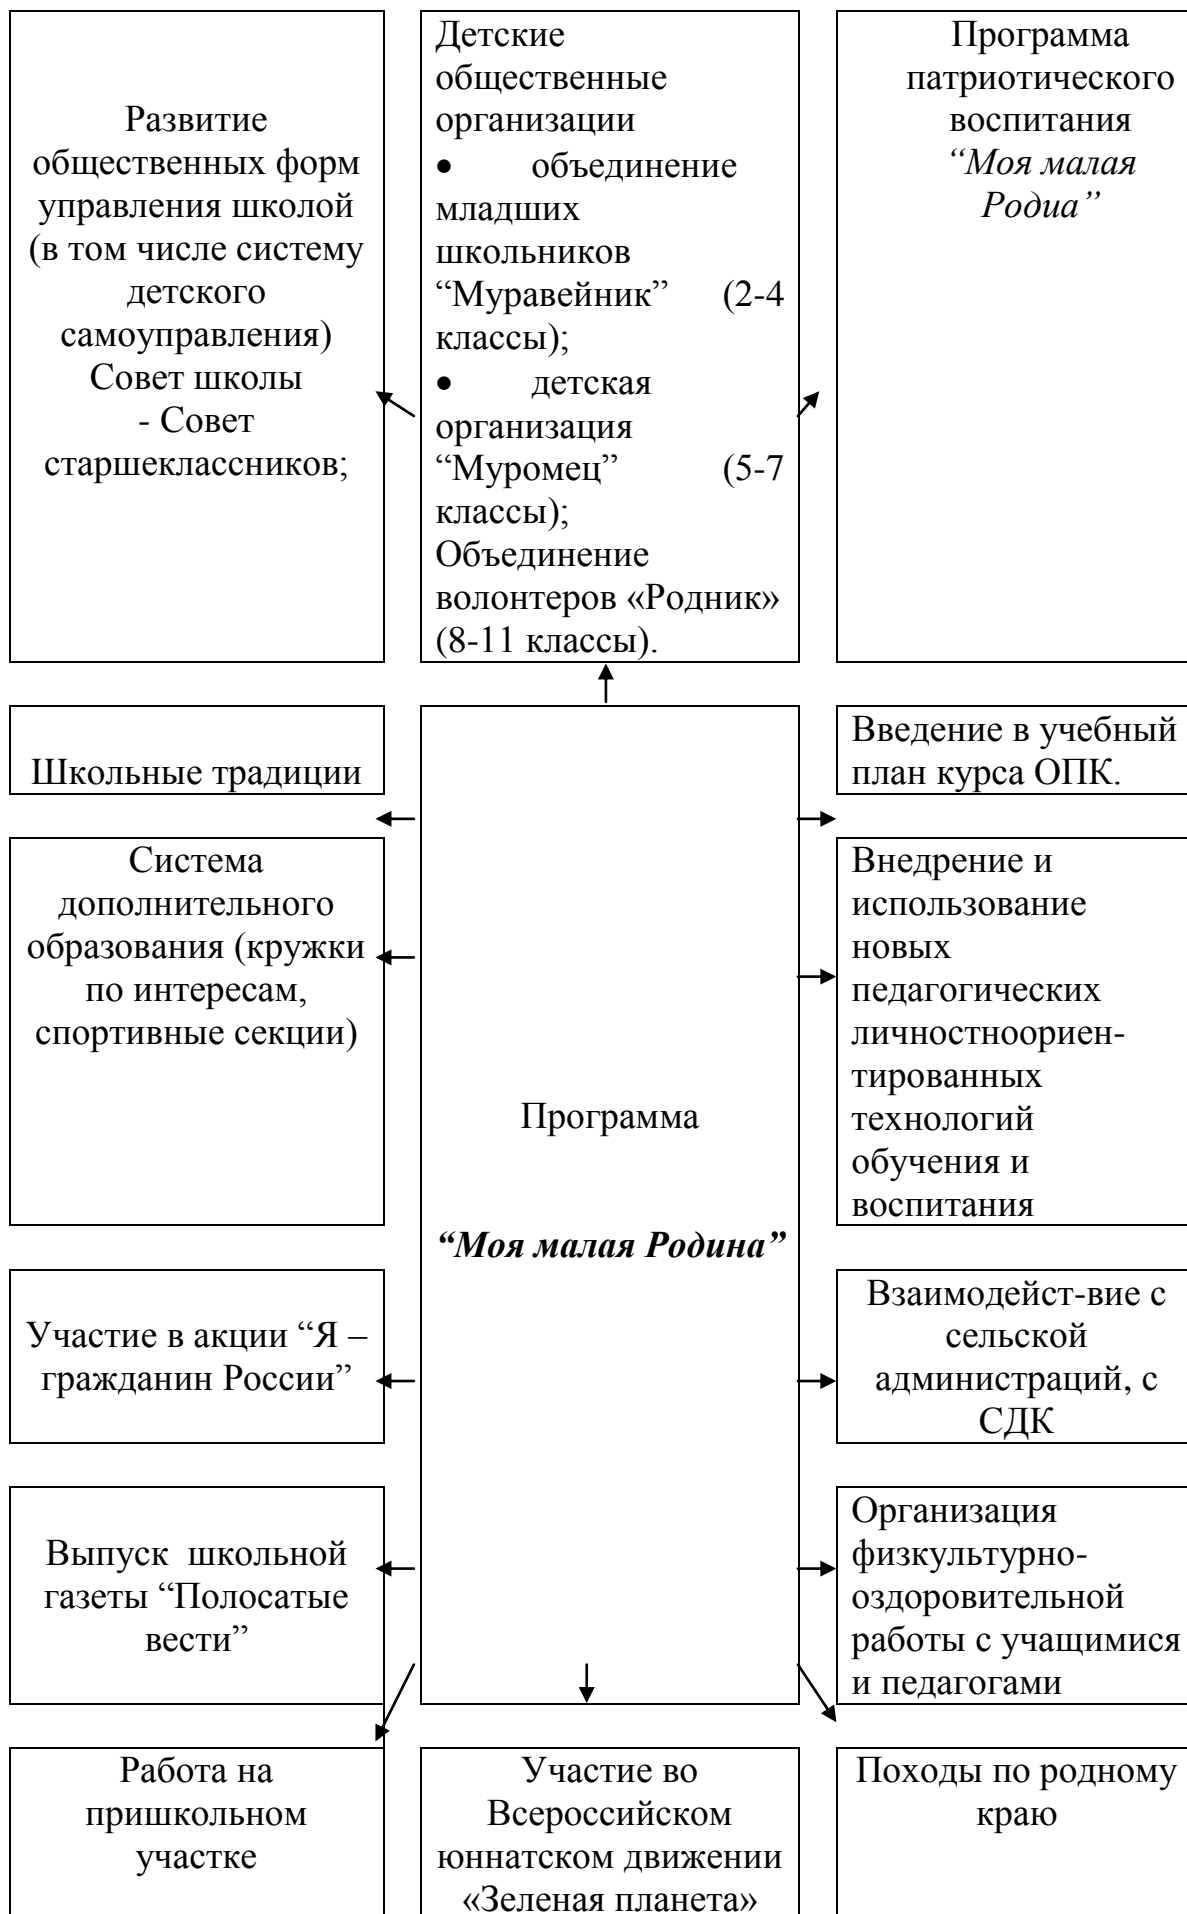 Развитие
общественных форм
управления школой
(в том числе систему
детского
самоуправления)
Совет школы
- Совет
старшеклассников;
Детские
общественные
организации
• объединение
младших
школьников
“Муравейник” (2-4
классы);
• детская
организация
“Муромец” (5-7
классы);
Объединение
волонтеров «Родник»
(8-11 классы).
Программа
патриотического
воспитания
“Моя малая
Родиа”
Школьные традиции
Введение в учебный
план курса ОПК.
Система
дополнительного
образования (кружки
по интересам,
спортивные секции)
Программа
“Моя малая Родина”
Внедрение и
использование
новых
педагогических
личностноориен-
тированных
технологий
обучения и
воспитания
Участие в акции “Я –
гражданин России”
Взаимодейст-вие с
сельской
администраций, с
СДК
Выпуск школьной
газеты “Полосатые
вести”
Организация
физкультурно-
оздоровительной
работы с учащимися
и педагогами
Работа на
пришкольном
участке
Участие во
Всероссийском
юннатском движении
«Зеленая планета»
Походы по родному
краю